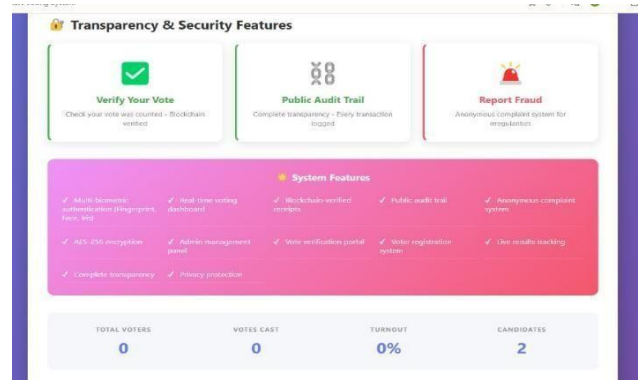 Transparency & Security Features
Verify Your Vote
Public Audit Trail
Report Fraud
Check your vote was counted - Blockchain
Complete transparency - Every transaction
Anonymous complaint system for
verified
logged
irregularities
System Features
✓ Multi-biometric
✓ Real-time voting
✓ Blockchain-verified
✓ Public audit trail
✓ Anonymous complaint
authentication (Fingerprint,
dashboard
receipts
system
Face, Iris)
✓ AES-256 encryption
✓ Admin management
✓ Vote verification portal
✓ Voter registration
✓ Live results tracking
panel
system
✓ Complete transparency
✓ Privacy protection
TOTAL VOTERS
VOTES CAST
TURNOUT
CANDIDATES
0
0
0%
2